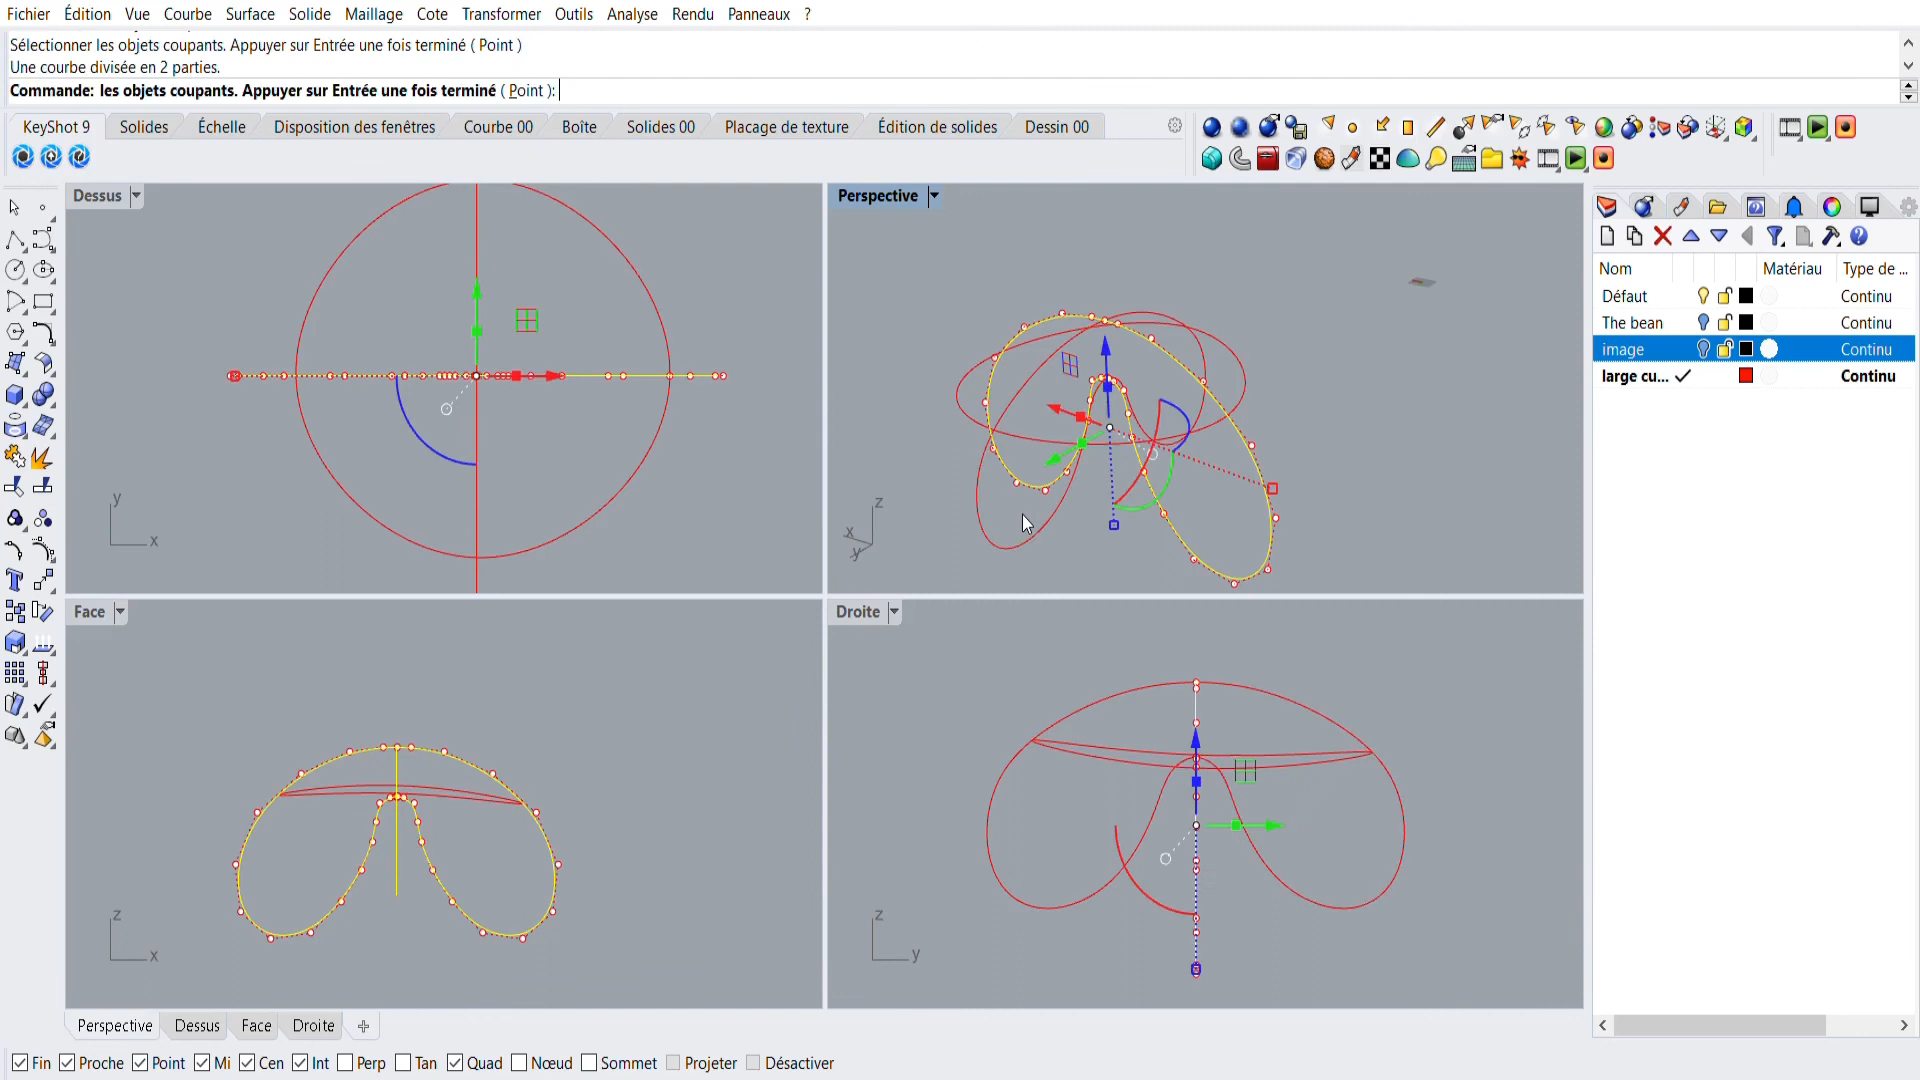 Fichier Édition Vue Courbe Surface Solide Maillage Cote Transformer Outils Analyse Rendu Panneaux ?
Sélectionner les objets coupants. Appuyer sur Entrée une fois terminé ( Point )
Une courbe divisée en 2 parties.
Commande: les objets coupants. Appuyer sur Entrée une fois terminé ( Point ):
KeyShot 9 Solides Échelle Disposition des fenêtres Courbe 00 Boîte Solides 00 Placage de texture Édition de solides Dessin 00
Dessus
Perspective
Nom Matériau Type de ...
Défaut Continu
The bean Continu
image Continu
large cu... Continu
y
x
z
x
y
Face
Droite
z
x
z
y
Perspective Dessus Face Droite
Fin Proche Point Mi Cen Int Perp Tan Quad Nœud Sommet Projeter Désactiver